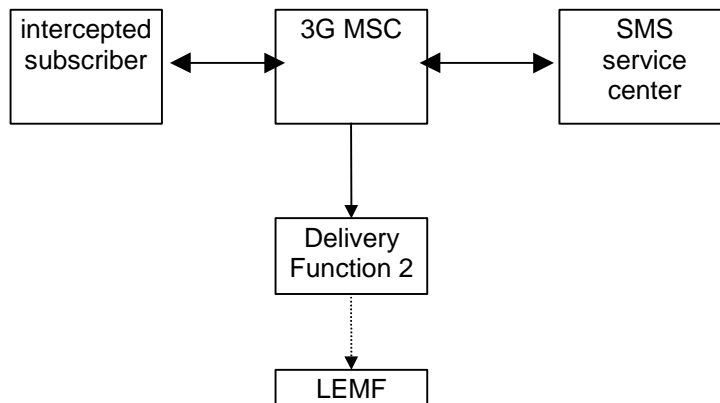 intercepted
subscriber
3G MSC
SMS
service
center
Delivery
Function 2
LEMF